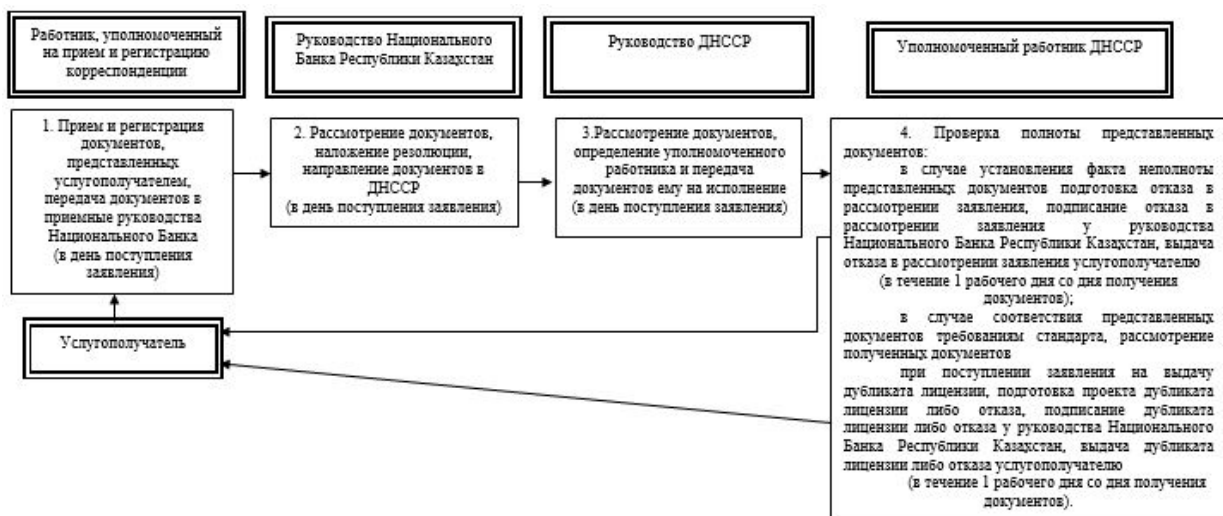 Работник, уполномоченный
на прием и регистрацию
корреспонденции
Руководство Национального
Банка Республики Казахстан
Руководство ДНССР
Уполномоченный работник ДНССР
1. Прием и регистрация
документов,
представленных
услугополучателем,
передача документов в
приемные руководства
Национального Банка
(в день поступления
заявления)
2. Рассмотрение документов,
наложение резолюции,
направление документов в
ДНССР
(в день поступления заявления)
3.Рассмотрение документов,
определение уполномоченного
работника и передача
документов ему на исполнение
(в день поступления заявления)
4. Проверка полноты представленных
документов:
в случае установления факта неполноты
представленных документов подготовка отказа в
рассмотрении заявления, подписание отказа в
рассмотрении заявления у руководства
Национального Банка Республики Казахстан, выдача
отказа в рассмотрении заявления услугополучателю
(в течение 1 рабочего дня со дня получения
документов);
в случае соответствия представленных
документов требованиям стандарта, рассмотрение
полученных документов
при поступлении заявления на выдачу
дубликата лицензии, подготовка проекта дубликата
лицензии либо отказа, подписание дубликата
лицензии либо отказа у руководства Национального
Банка Республики Казахстан, выдача дубликата
лицензии либо отказа услугополучателю
(в течение 1 рабочего дня со дня получения
документов).
Услугополучатель